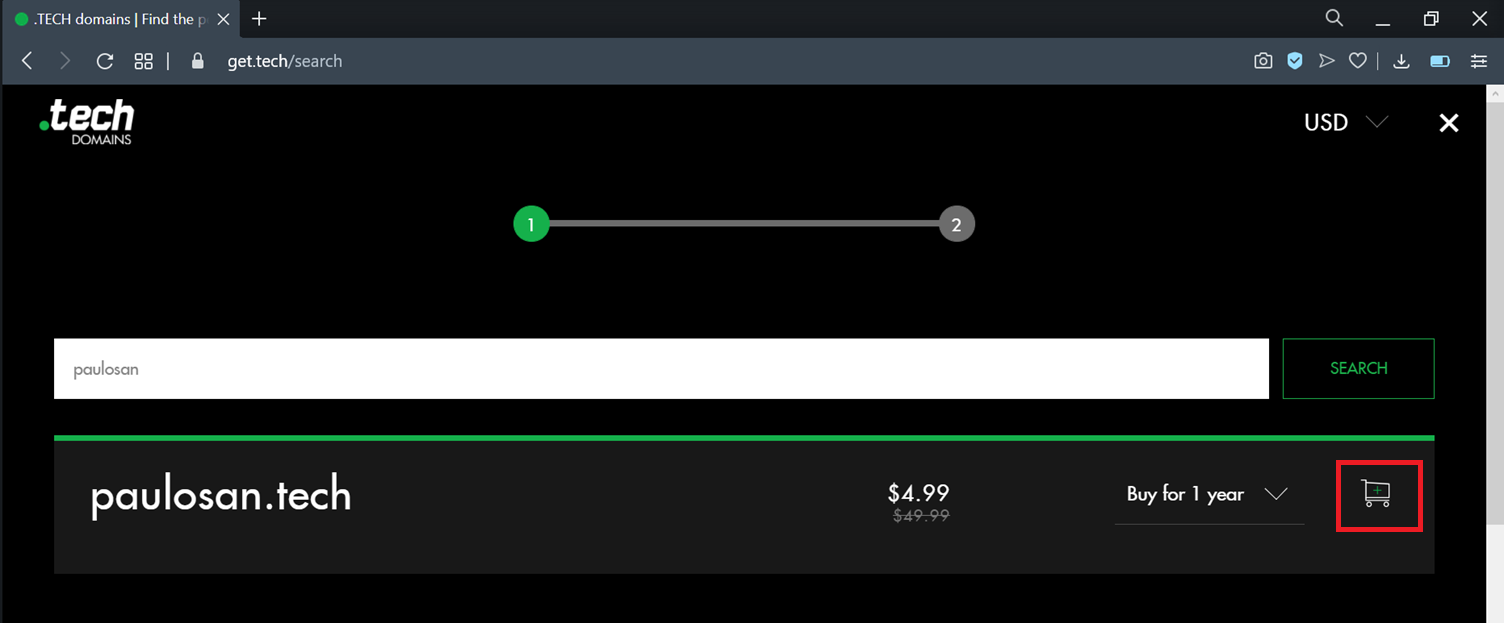 .TECH domains | Find the p
get.tech/search
.tech
DOMAINS
USD
1
2
paulosan
SEARCH
paulosan.tech
$4.99
$49.99
Buy for 1 year